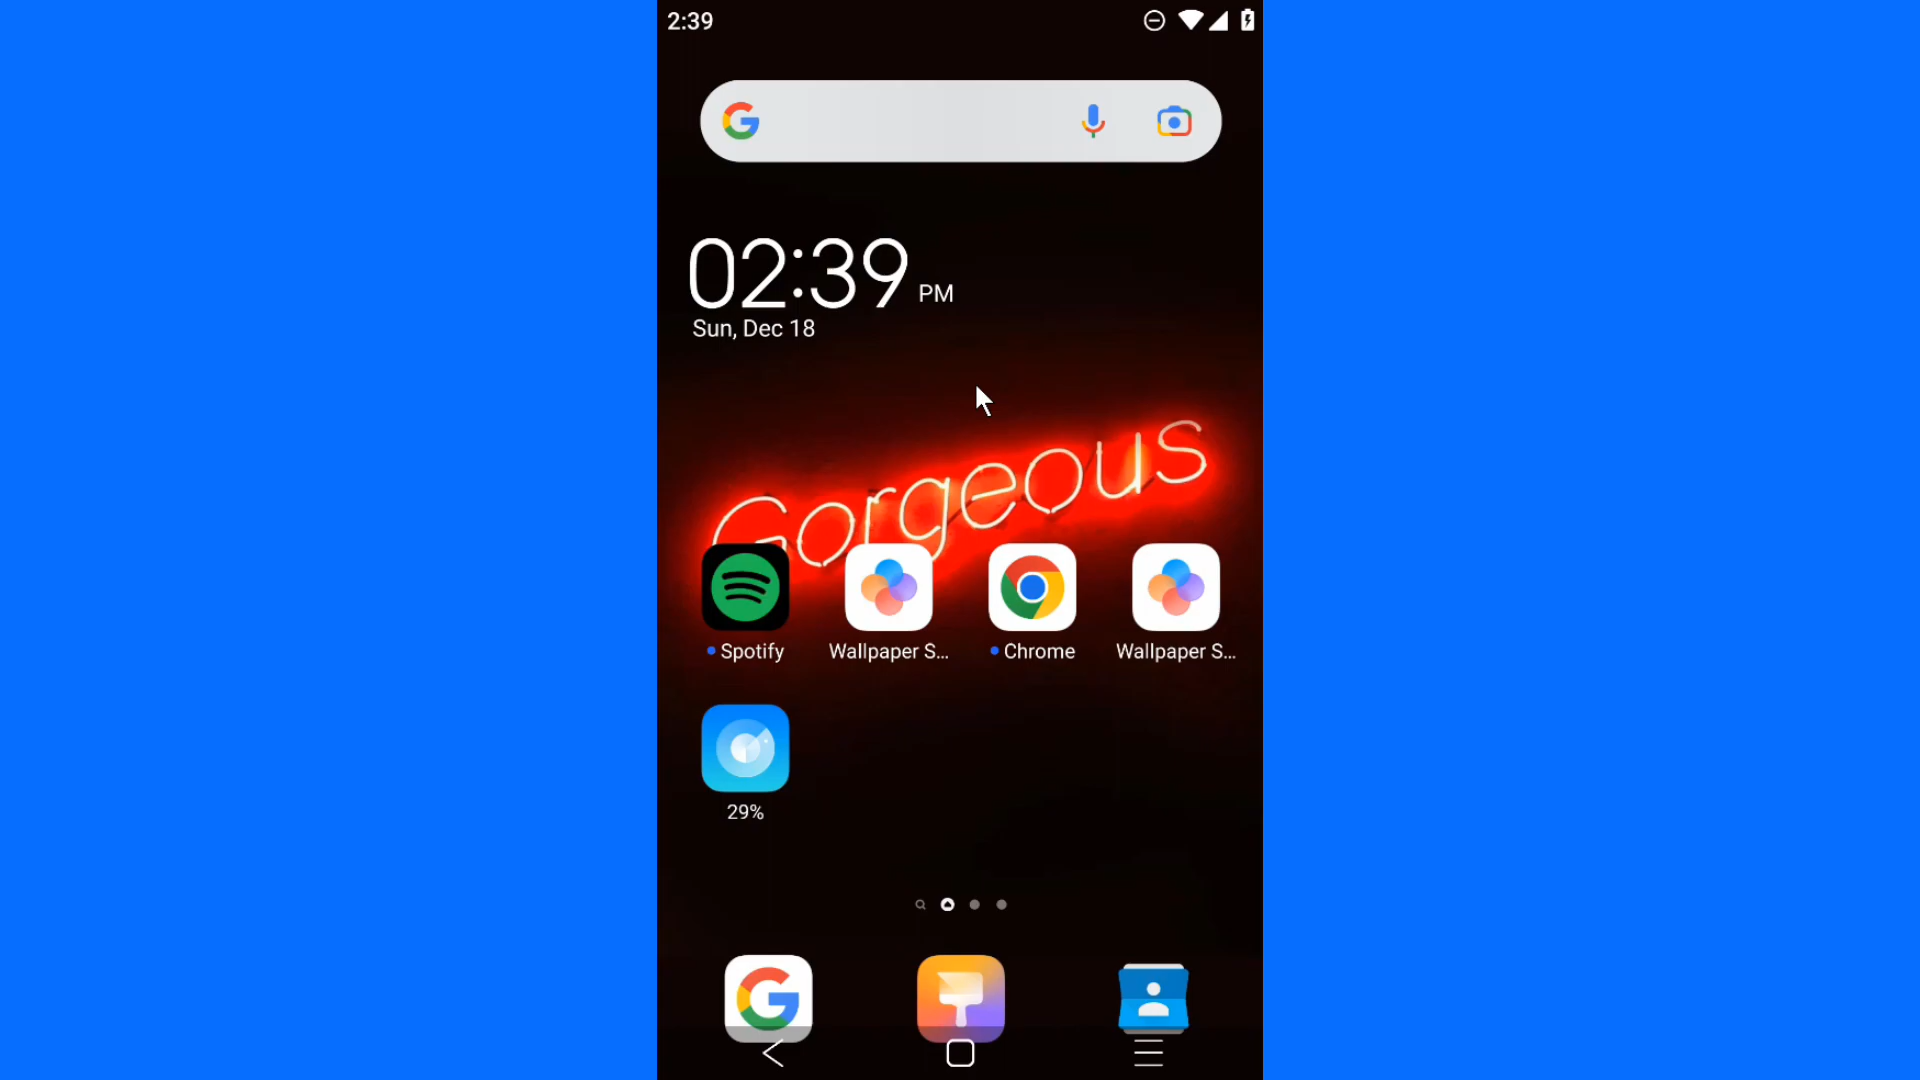 2:39
02:39 PM
Sun, Dec 18
Gorgeous
Spotify
Wallpaper S...
Chrome
Wallpaper S...
29%